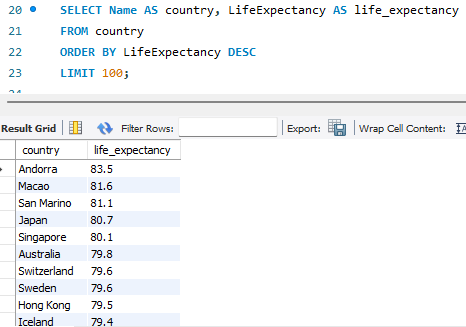 20 SELECT Name AS country, LifeExpectancy AS life_expectancy
21 FROM country
22 ORDER BY LifeExpectancy DESC
23 LIMIT 100;
Result Grid Filter Rows: Export: Wrap Cell Content:
country life_expectancy
Andorra 83.5
Macao 81.6
San Marino 81.1
Japan 80.7
Singapore 80.1
Australia 79.8
Switzerland 79.6
Sweden 79.6
Hong Kong 79.5
Iceland 79.4